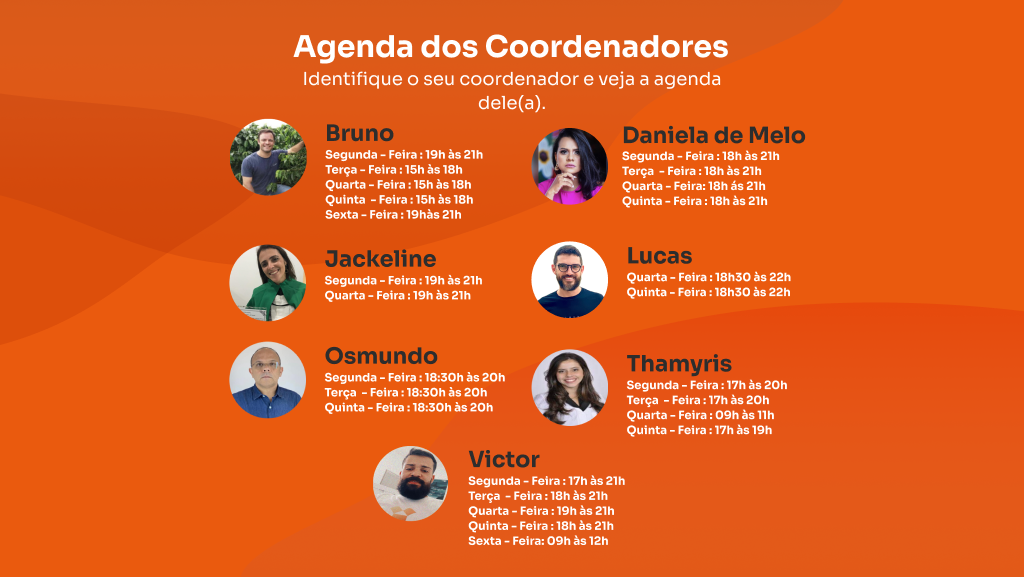 Agenda dos Coordenadores
Identifique o seu coordenador e veja a agenda
dele(a).
Bruno
Segunda - Feira : 19h às 21h
Terça - Feira : 15h às 18h
Quarta - Feira : 15h às 18h
Quinta - Feira : 15h às 18h
Sexta - Feira : 19hàs 21h
Daniela de Melo
Segunda - Feira : 18h às 21h
Terça - Feira : 18h às 21h
Quarta - Feira: 18h ás 21h
Quinta - Feira : 18h às 21h
Jackeline
Segunda - Feira : 19h às 21h
Quarta - Feira : 19h às 21h
Lucas
Quarta - Feira : 18h30 às 22h
Quinta - Feira : 18h30 às 22h
Osmundo
Segunda - Feira : 18:30h às 20h
Terça - Feira : 18:30h às 20h
Quinta - Feira : 18:30h às 20h
Thamyris
Segunda - Feira : 17h às 20h
Terça - Feira : 17h às 20h
Quarta - Feira : 09h às 11h
Quinta - Feira : 17h às 19h
Victor
Segunda - Feira : 17h às 21h
Terça - Feira : 18h às 21h
Quarta - Feira : 19h às 21h
Quinta - Feira : 18h às 21h
Sexta - Feira: 09h às 12h